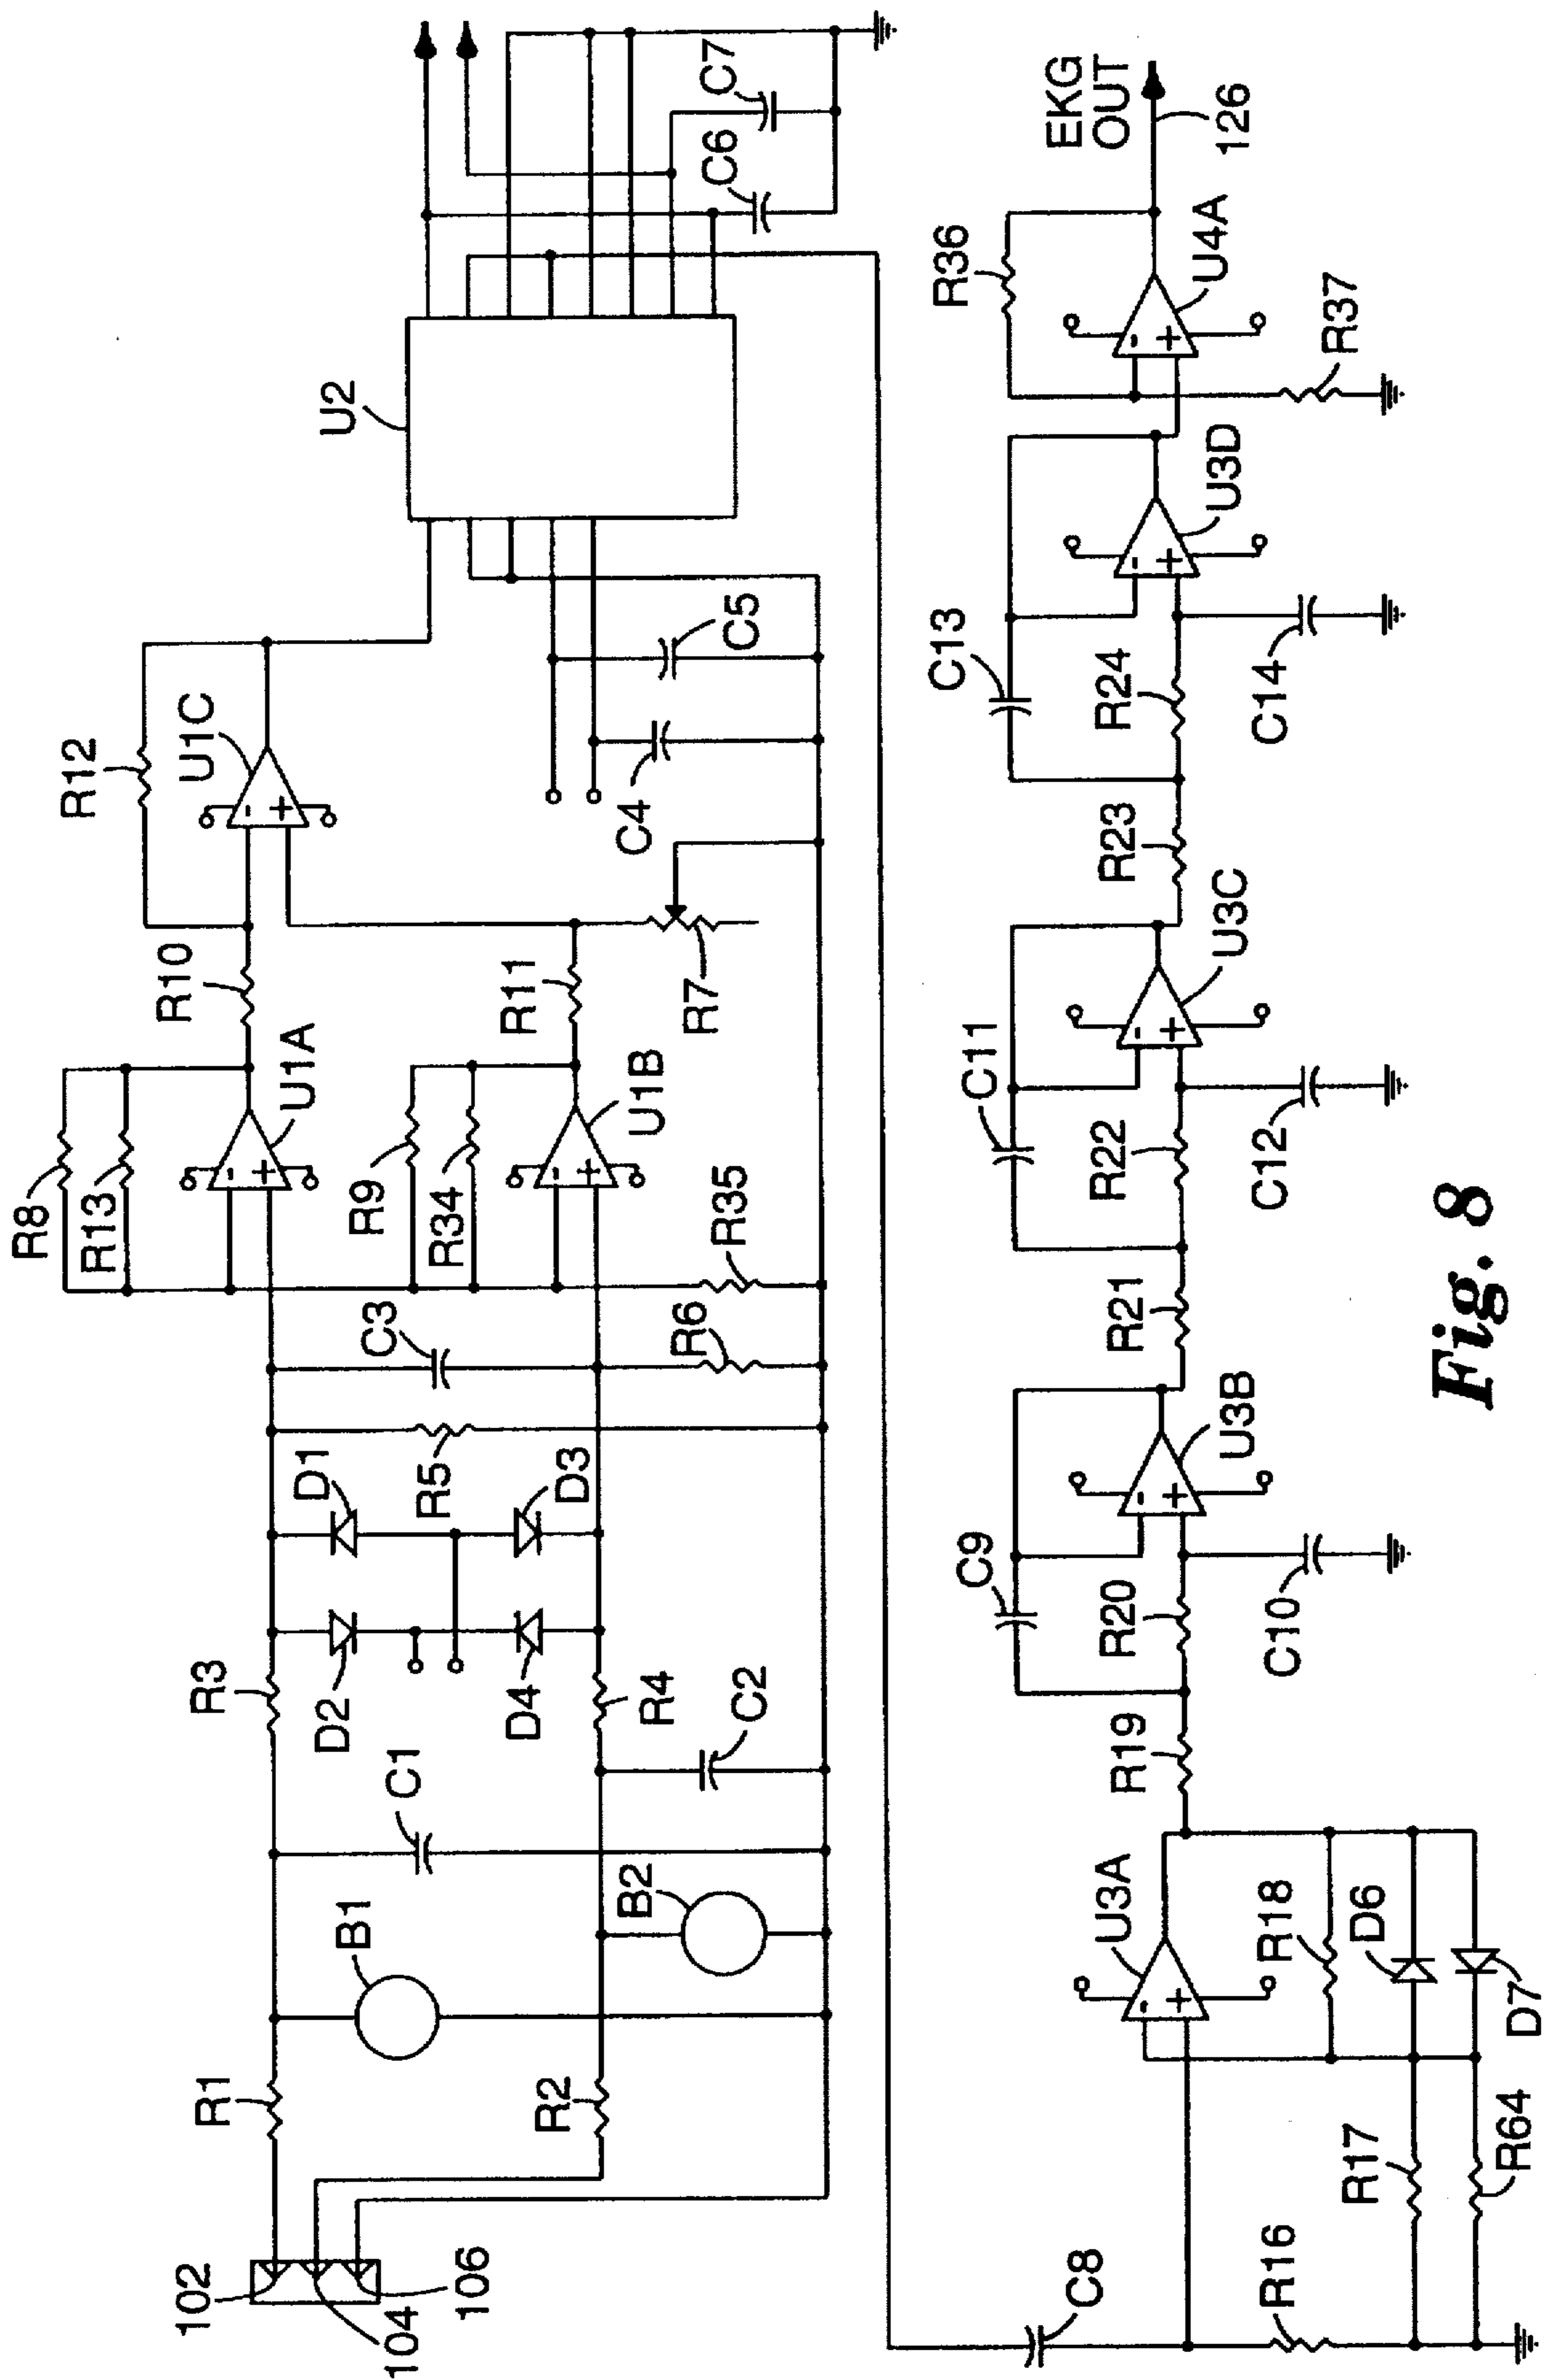 102
104
106
R1
B1
R2
B2
C1
C2
R3
R4
D2
D4
D1
D3
R5
C3
R6
R8
R13
U1A
R9
R34
U1B
R35
R10
R11
R7
R12
U1C
C4
C5
U2
C6
C7
C8
R16
R17
R64
U3A
R18
D6
D7
R19
C9
R20
C10
U3B
R21
C11
R22
C12
U3C
R23
C13
R24
C14
U3D
R36
U4A
R37
EKG
OUT
126
Fig. 8